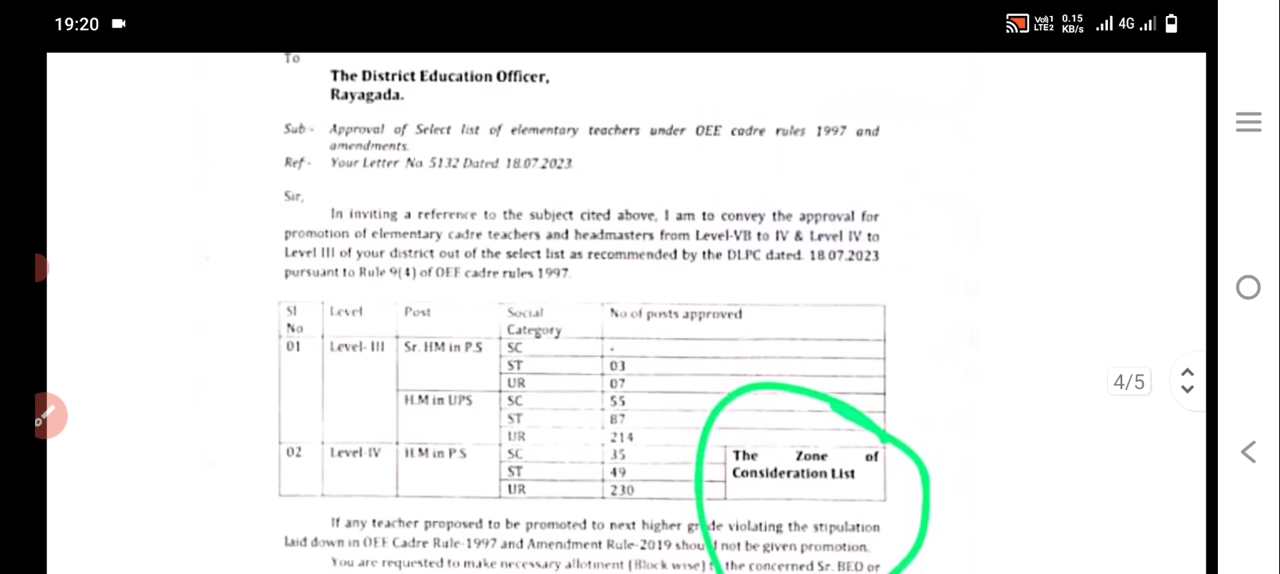 19:20
Vol) 1 LTE2 0.15 KB/s 4G
To
The District Education Officer,
Rayagada.
Sub:- Approval of Select list of elementary teachers under OEE cadre rules 1997 and
amendments.
Ref - Your Letter No 5132 Dated 18.07.2023
Sir,
In inviting a reference to the subject cited above, I am to convey the approval for
promotion of elementary cadre teachers and headmasters from Level-VB to IV & Level IV to
Level III of your district out of the select list as recommended by the DLPC dated. 18.07.2023
pursuant to Rule 9(4) of OEE cadre rules 1997.
Sl No Level Post Social Category No of posts approved
01 Level- III Sr. HM in P.S SC -
ST 03
UR 07
H.M in UPS SC 55
ST 87
UR 214
02 Level-IV H.M in P.S SC 35 The Zone of
ST 49 Consideration List
UR 230
If any teacher proposed to be promoted to next higher grade violating the stipulation
laid down in OEE Cadre Rule-1997 and Amendment Rule-2019 should not be given promotion.
You are requested to make necessary allotment (Block wise) the concerned Sr. BEO or
4/5